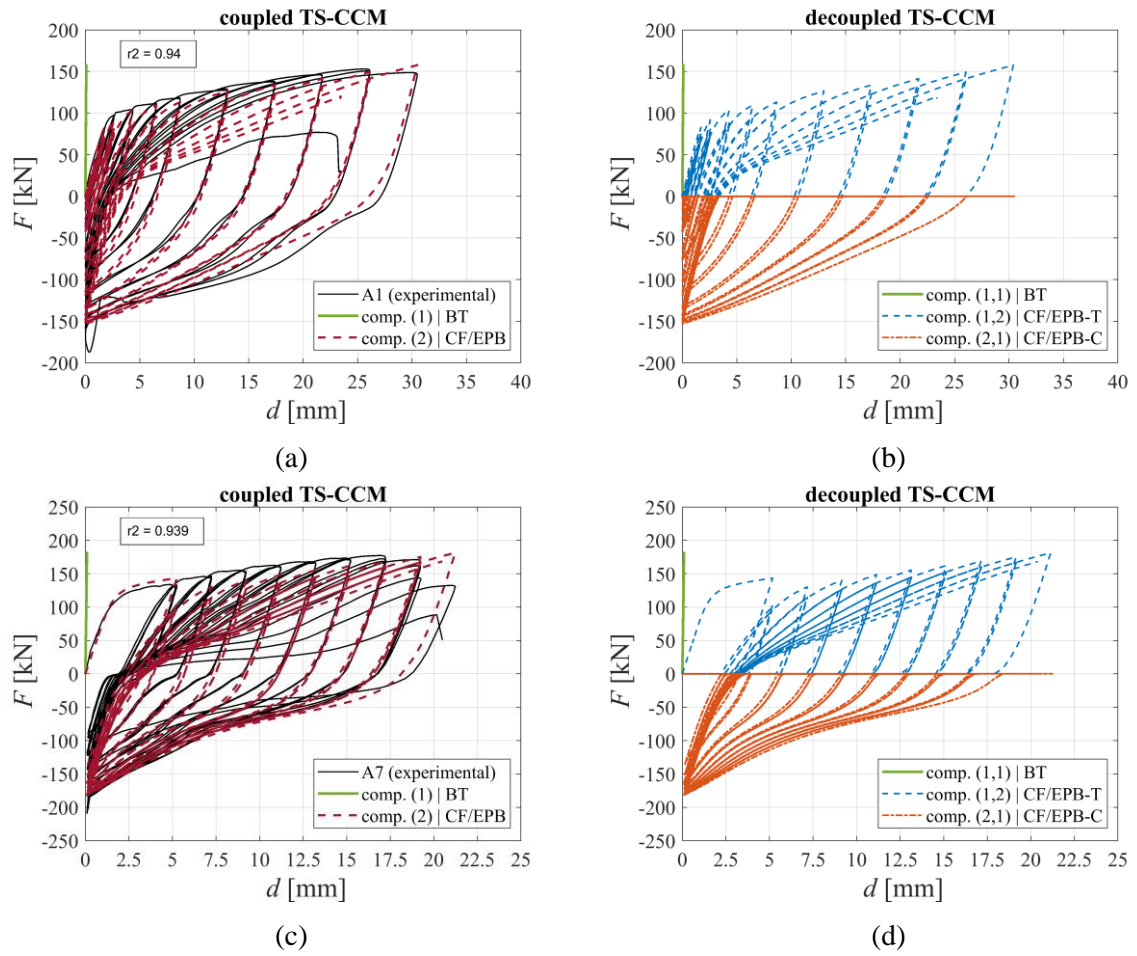 coupled TS-CCM
r2 = 0.94
200
150
100
50
0
-50
-100
-150
-200
F [kN]
A1 (experimental)
comp. (1) | BT
comp. (2) | CF/EPB
0 5 10 15 20 25 30 35 40
d [mm]
(a)
decoupled TS-CCM
200
150
100
50
0
-50
-100
-150
-200
F [kN]
comp. (1,1) | BT
comp. (1,2) | CF/EPB-T
comp. (2,1) | CF/EPB-C
0 5 10 15 20 25 30 35 40
d [mm]
(b)
coupled TS-CCM
r2 = 0.939
250
200
150
100
50
0
-50
-100
-150
-200
-250
F [kN]
A7 (experimental)
comp. (1) | BT
comp. (2) | CF/EPB
0 2.5 5 7.5 10 12.5 15 17.5 20 22.5 25
d [mm]
(c)
decoupled TS-CCM
250
200
150
100
50
0
-50
-100
-150
-200
-250
F [kN]
comp. (1,1) | BT
comp. (1,2) | CF/EPB-T
comp. (2,1) | CF/EPB-C
0 2.5 5 7.5 10 12.5 15 17.5 20 22.5 25
d [mm]
(d)